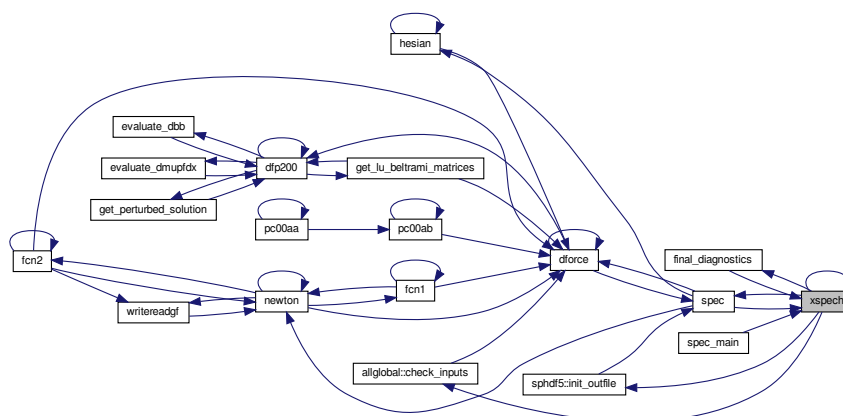 hesian
evaluate_dbb
evaluate_dmupfdx
dfp200
get_lu_beltrami_matrices
get_perturbed_solution
pc00aa
pc00ab
fcn2
dforce
final_diagnostics
fcn1
newton
spec
xspech
writereadgf
spec_main
allglobal::check_inputs
sphdf5::init_outfile